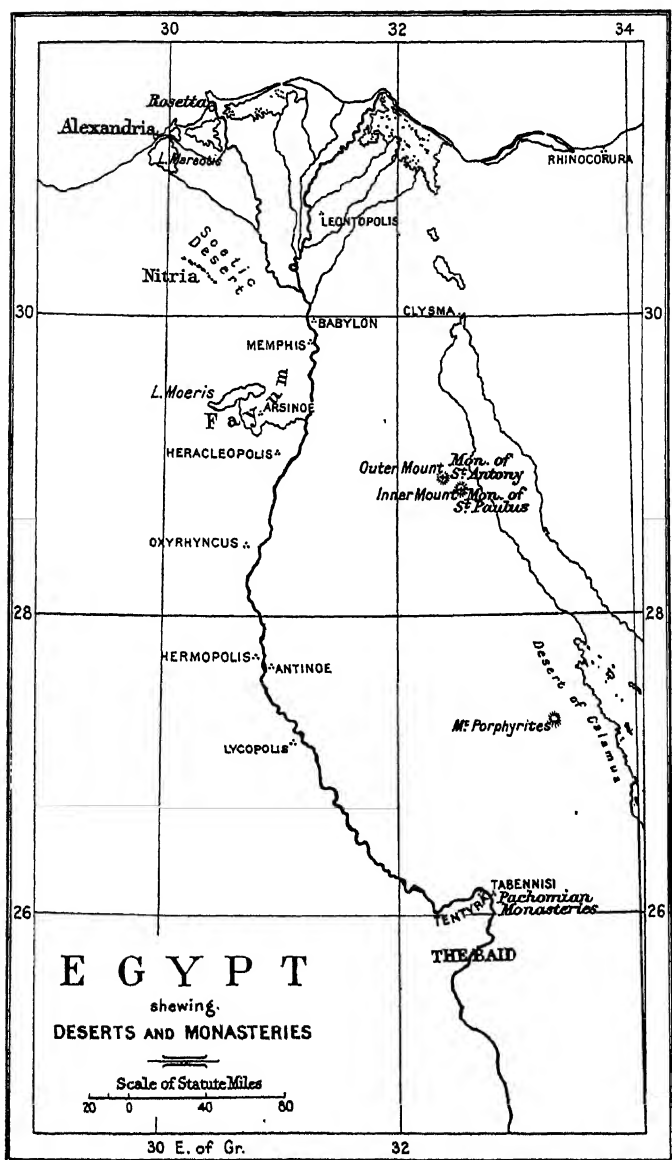 30 32 34
Rosetta
Alexandria
L. Mareotis
RHINOCORURA
LEONTOPOLIS
Scetic
Desert
Nitria
30 30
CLYSMA
BABYLON
MEMPHIS
L. Moeris
Fayum
ARSINOE
HERACLEOPOLIS
Outer Mount Mon. of
St. Antony
Inner Mount Mon. of
St. Paulus
OXYRHYNCUS
28 28
HERMOPOLIS
ANTINOE
Desert of Calamus
Mt. Porphyrites
LYCOPOLIS
TABENNISI
Pachomian
Monasteries
TENTYRA
26 26
THEBAID
EGYPT
shewing.
DESERTS AND MONASTERIES
Scale of Statute Miles
20 0 40 80
30 E. of Gr. 32